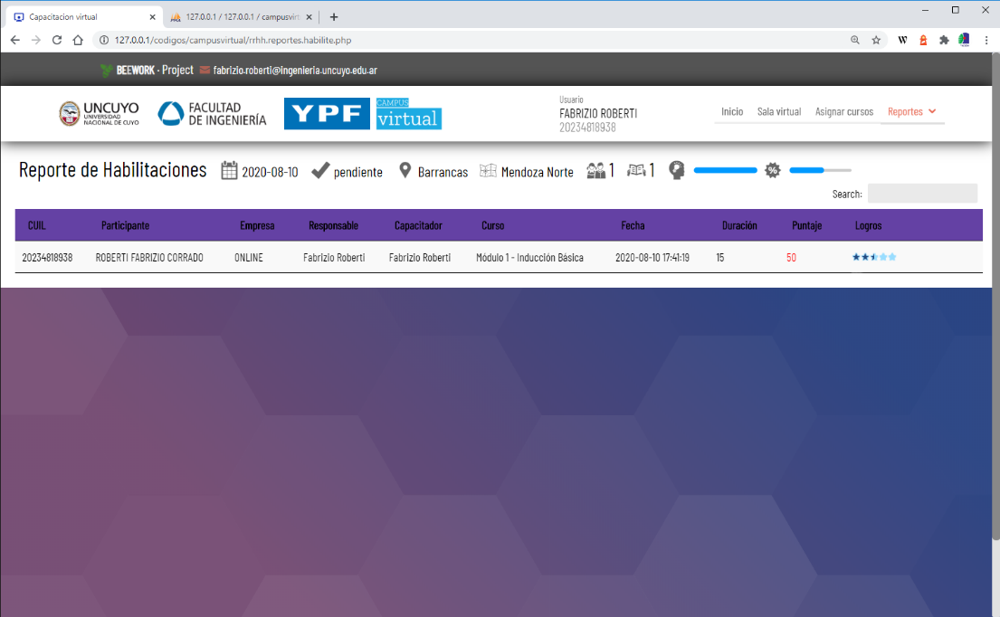 Capacitacion virtual
127.0.0.1 / 127.0.0.1 / campusvirt
127.0.0.1/codigos/campusvirtual/rrhh.reportes.habilite.php
BEEWORK - Project fabrizio.roberti@ingenieria.uncuyo.edu.ar
UNCUYO
UNIVERSIDAD
NACIONAL DE CUYO
FACULTAD
DE INGENIERÍA
YPF
CAMPUS
virtual
Usuario
FABRIZIO ROBERTI
20234818938
Inicio Sala virtual Asignar cursos Reportes
Reporte de Habilitaciones 2020-08-10 pendiente Barrancas Mendoza Norte 1 1 %
Search:
CUIL Participante Empresa Responsable Capacitador Curso Fecha Duración Puntaje Logros
20234818938 ROBERTI FABRIZIO CORRADO ONLINE Fabrizio Roberti Fabrizio Roberti Módulo 1 - Inducción Básica 2020-08-10 17:41:19 15 50